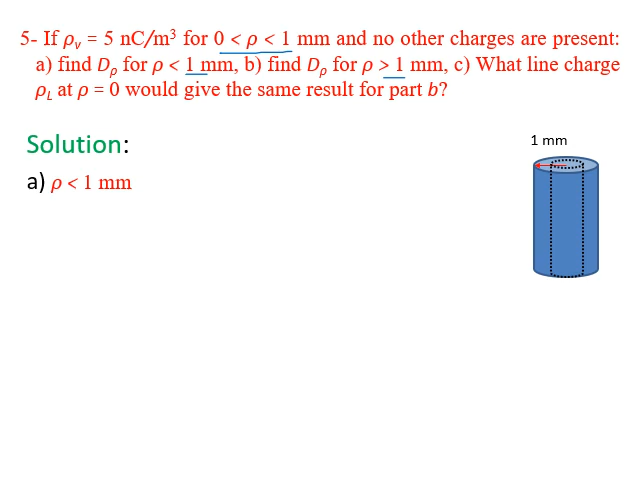 5- If ρᵥ = 5 nC/m³ for 0 < ρ < 1 mm and no other charges are present:
a) find Dᵨ for ρ < 1 mm, b) find Dᵨ for ρ > 1 mm, c) What line charge
ρL at ρ = 0 would give the same result for part b?
Solution:
1 mm
a) ρ < 1 mm